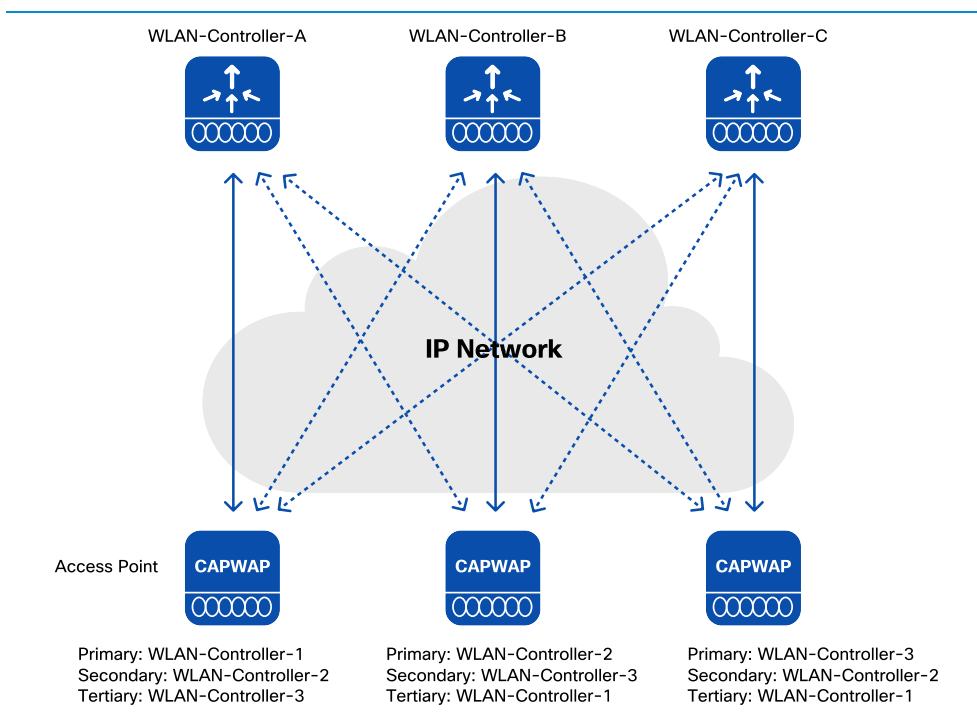 WLAN-Controller-A
WLAN-Controller-B
WLAN-Controller-C
IP Network
Access Point
CAPWAP
CAPWAP
CAPWAP
Primary: WLAN-Controller-1
Secondary: WLAN-Controller-2
Tertiary: WLAN-Controller-3
Primary: WLAN-Controller-2
Secondary: WLAN-Controller-3
Tertiary: WLAN-Controller-1
Primary: WLAN-Controller-3
Secondary: WLAN-Controller-2
Tertiary: WLAN-Controller-1